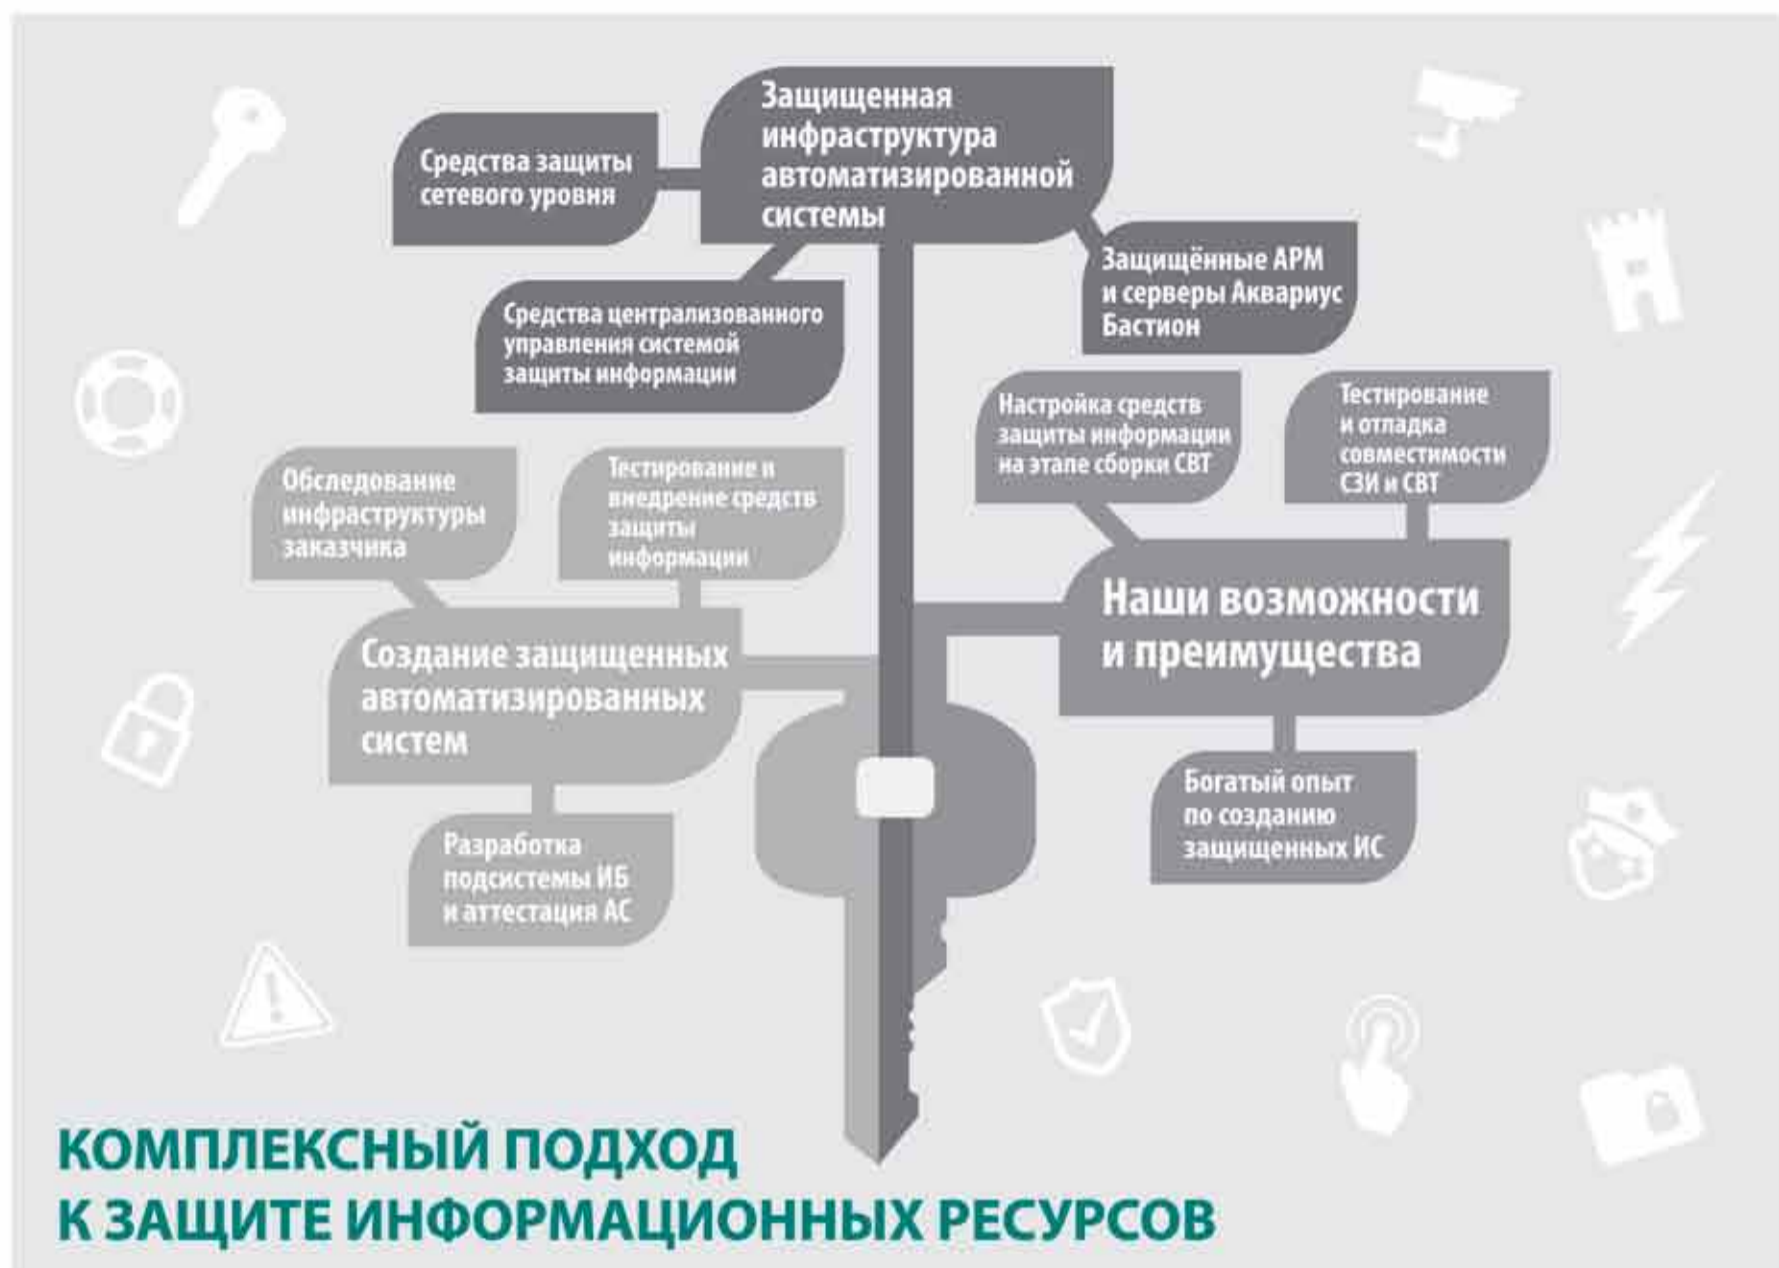 Защищенная
инфраструктура
автоматизированной
системы
Средства защиты
сетевого уровня
Защищённые АРМ
и серверы Аквариус
Бастион
Средства централизованного
управления системой
защиты информации
Настройка средств
защиты информации
на этапе сборки СВТ
Тестирование
и отладка
совместимости
СЗИ и СВТ
Обследование
инфраструктуры
заказчика
Тестирование и
внедрение средств
защиты
информации
Наши возможности
и преимущества
Создание защищенных
автоматизированных
систем
Богатый опыт
по созданию
защищенных ИС
Разработка
подсистемы ИБ
и аттестация АС
КОМПЛЕКСНЫЙ ПОДХОД
К ЗАЩИТЕ ИНФОРМАЦИОННЫХ РЕСУРСОВ